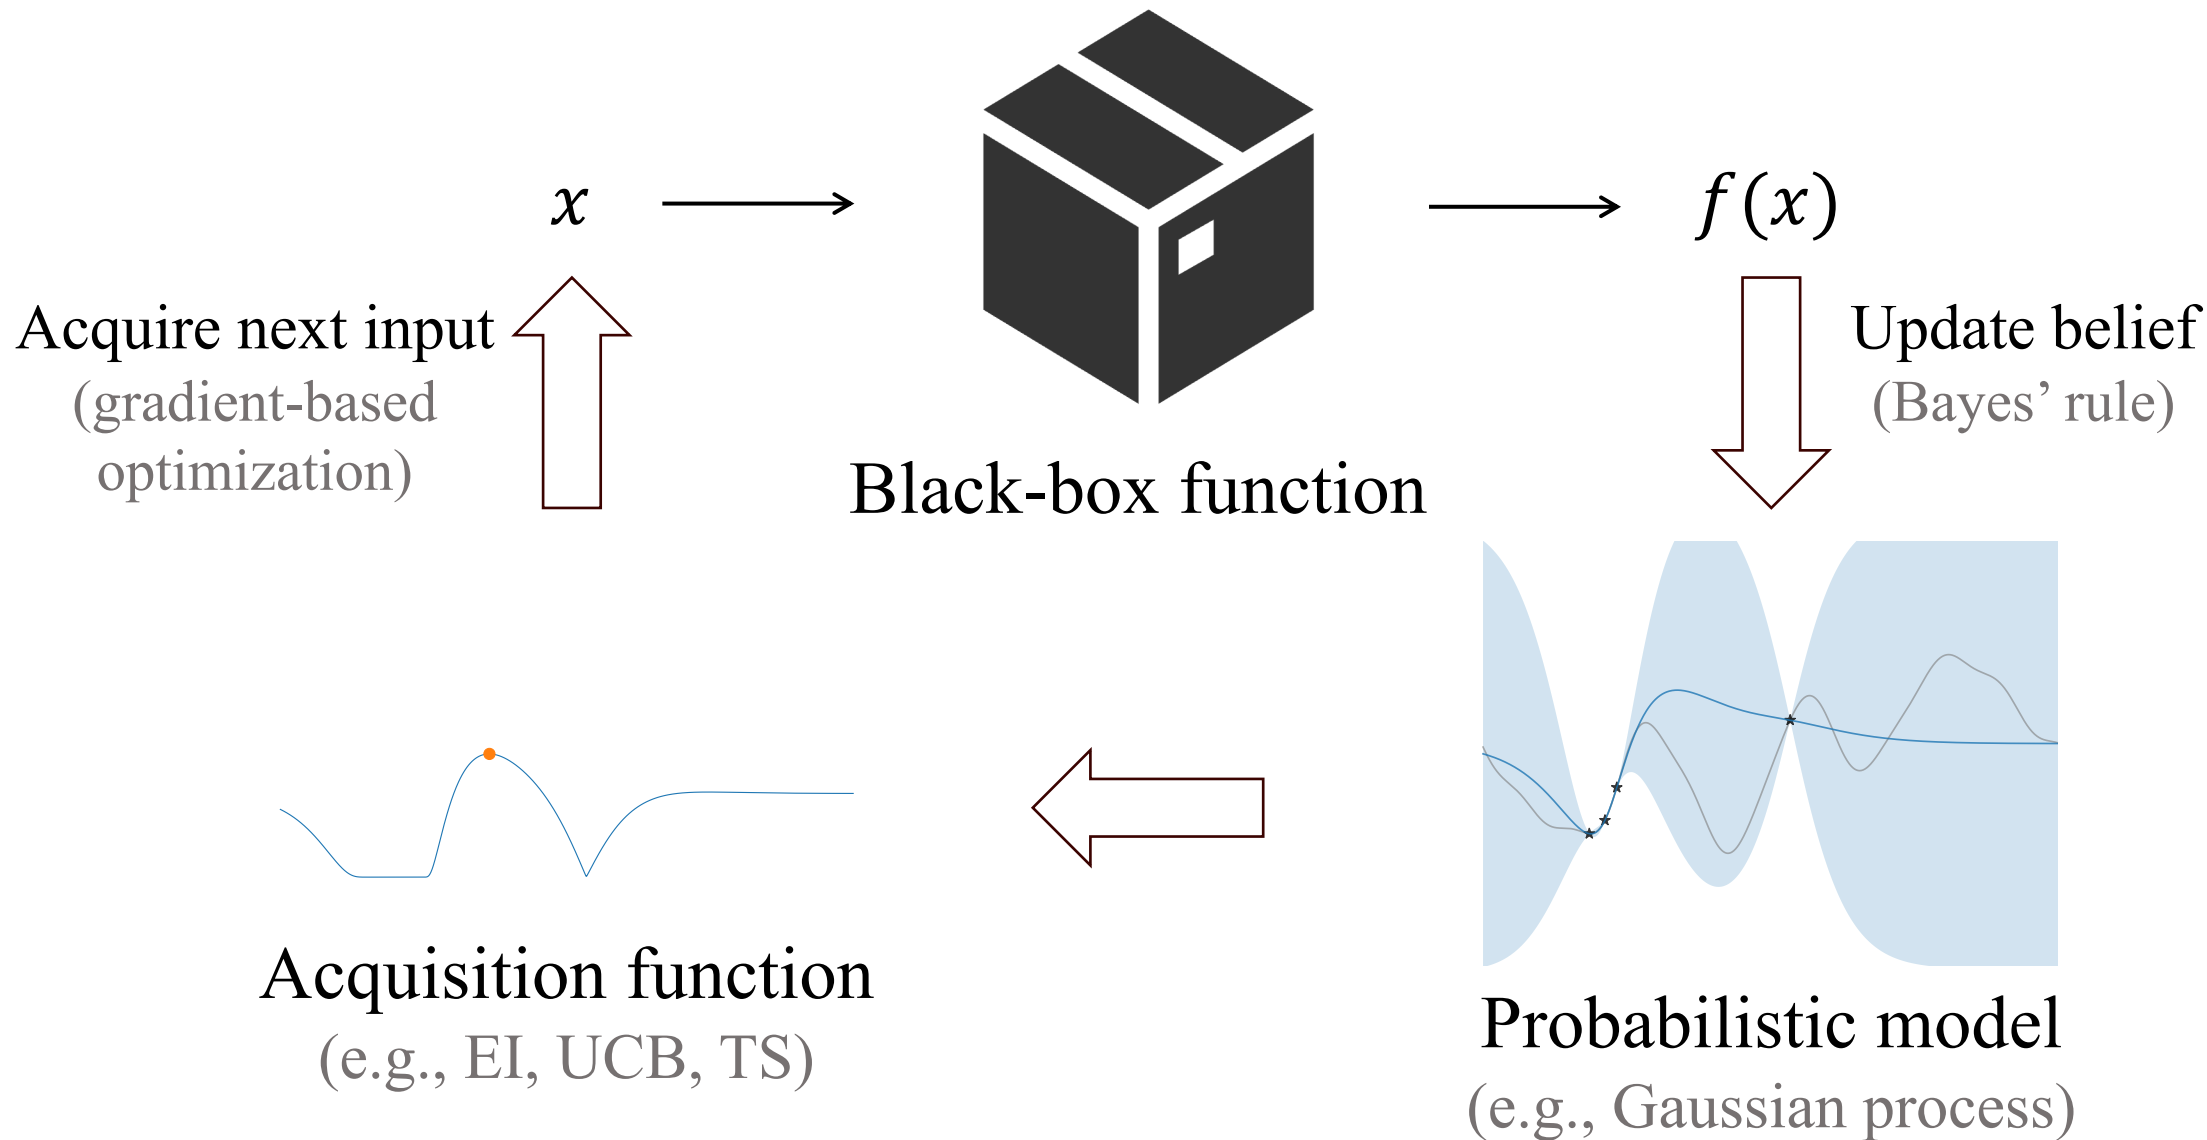 x
f(x)
Acquire next input
(gradient-based
optimization)
Black-box function
Update belief
(Bayes’ rule)
Acquisition function
(e.g., EI, UCB, TS)
Probabilistic model
(e.g., Gaussian process)